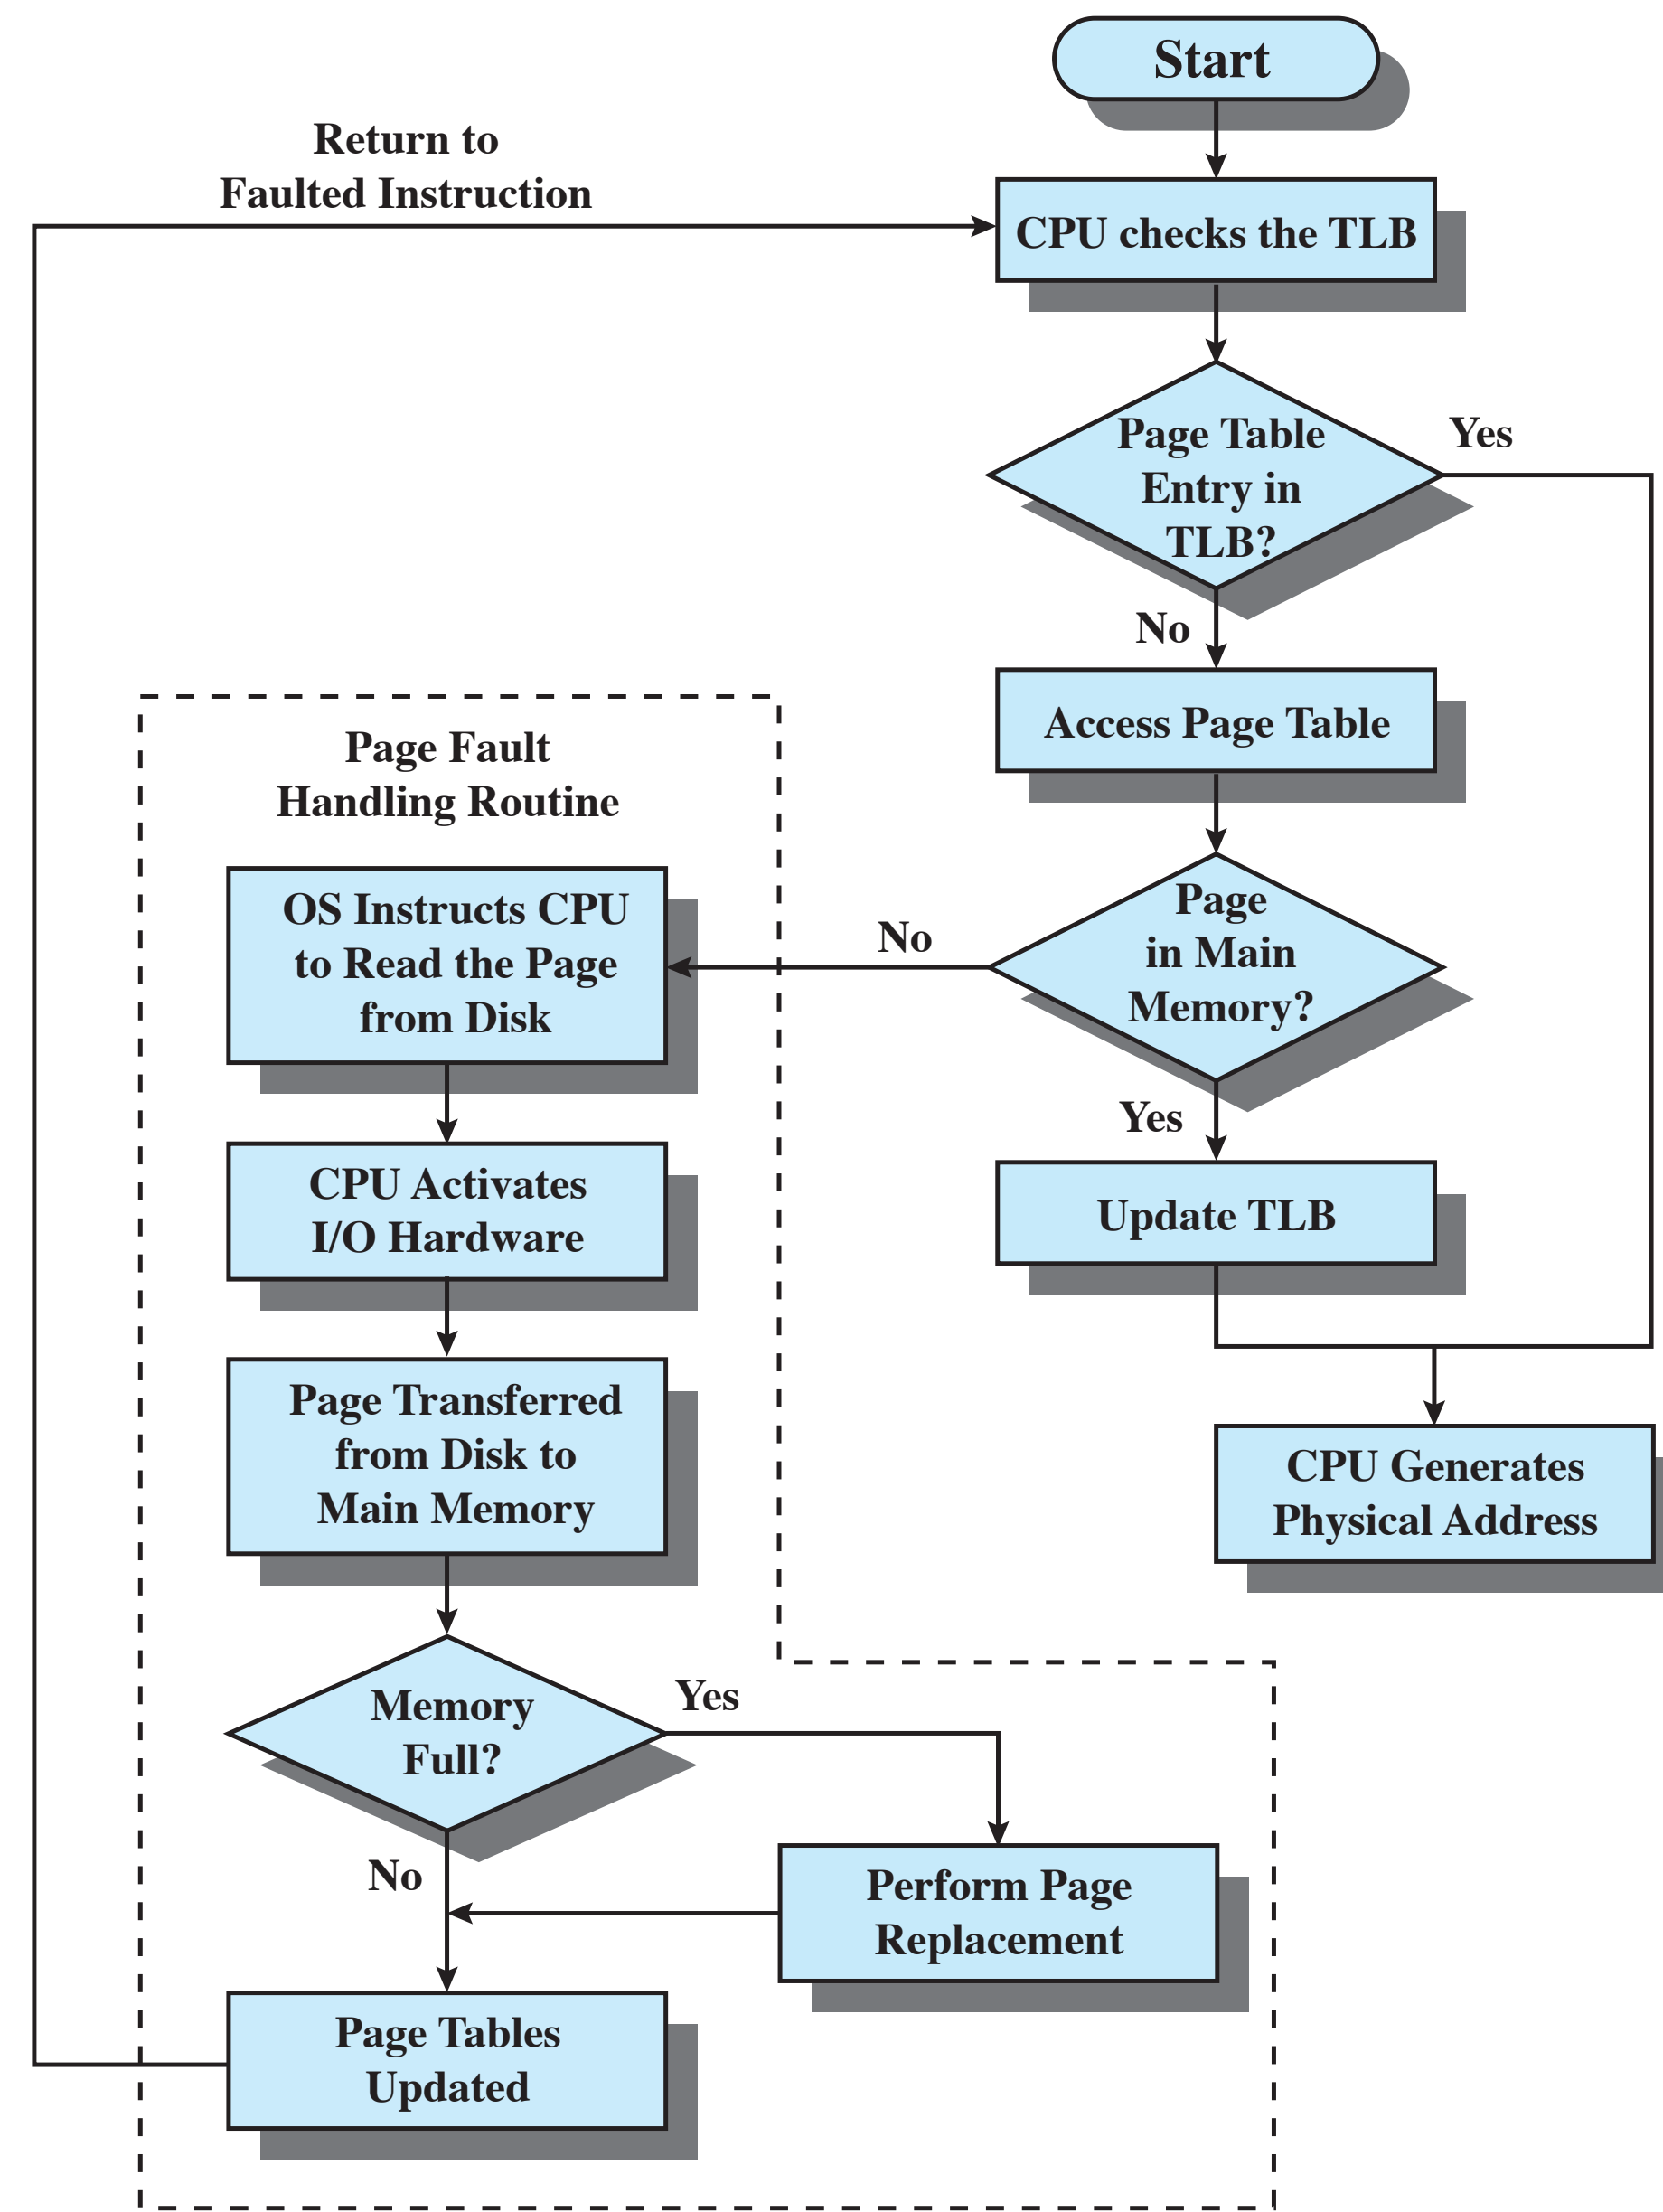 Start
Return to
Faulted Instruction
CPU checks the TLB
Page Table
Entry in
TLB?
Yes
No
Access Page Table
Page Fault
Handling Routine
Page
in Main
Memory?
No
OS Instructs CPU
to Read the Page
from Disk
Yes
CPU Activates
I/O Hardware
Update TLB
Page Transferred
from Disk to
Main Memory
CPU Generates
Physical Address
Memory
Full?
Yes
No
Perform Page
Replacement
Page Tables
Updated